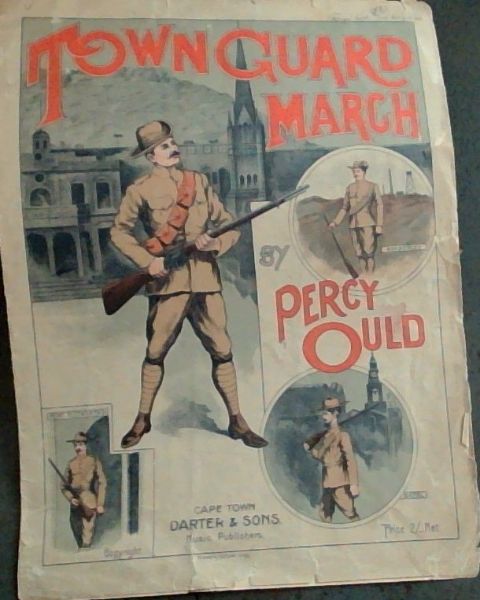 TOWN GUARD
MARCH
BY
PERCY
OULD
CAPE TOWN
DARTER & SONS.
Music Publishers.
Copyright
Price 2/- Net